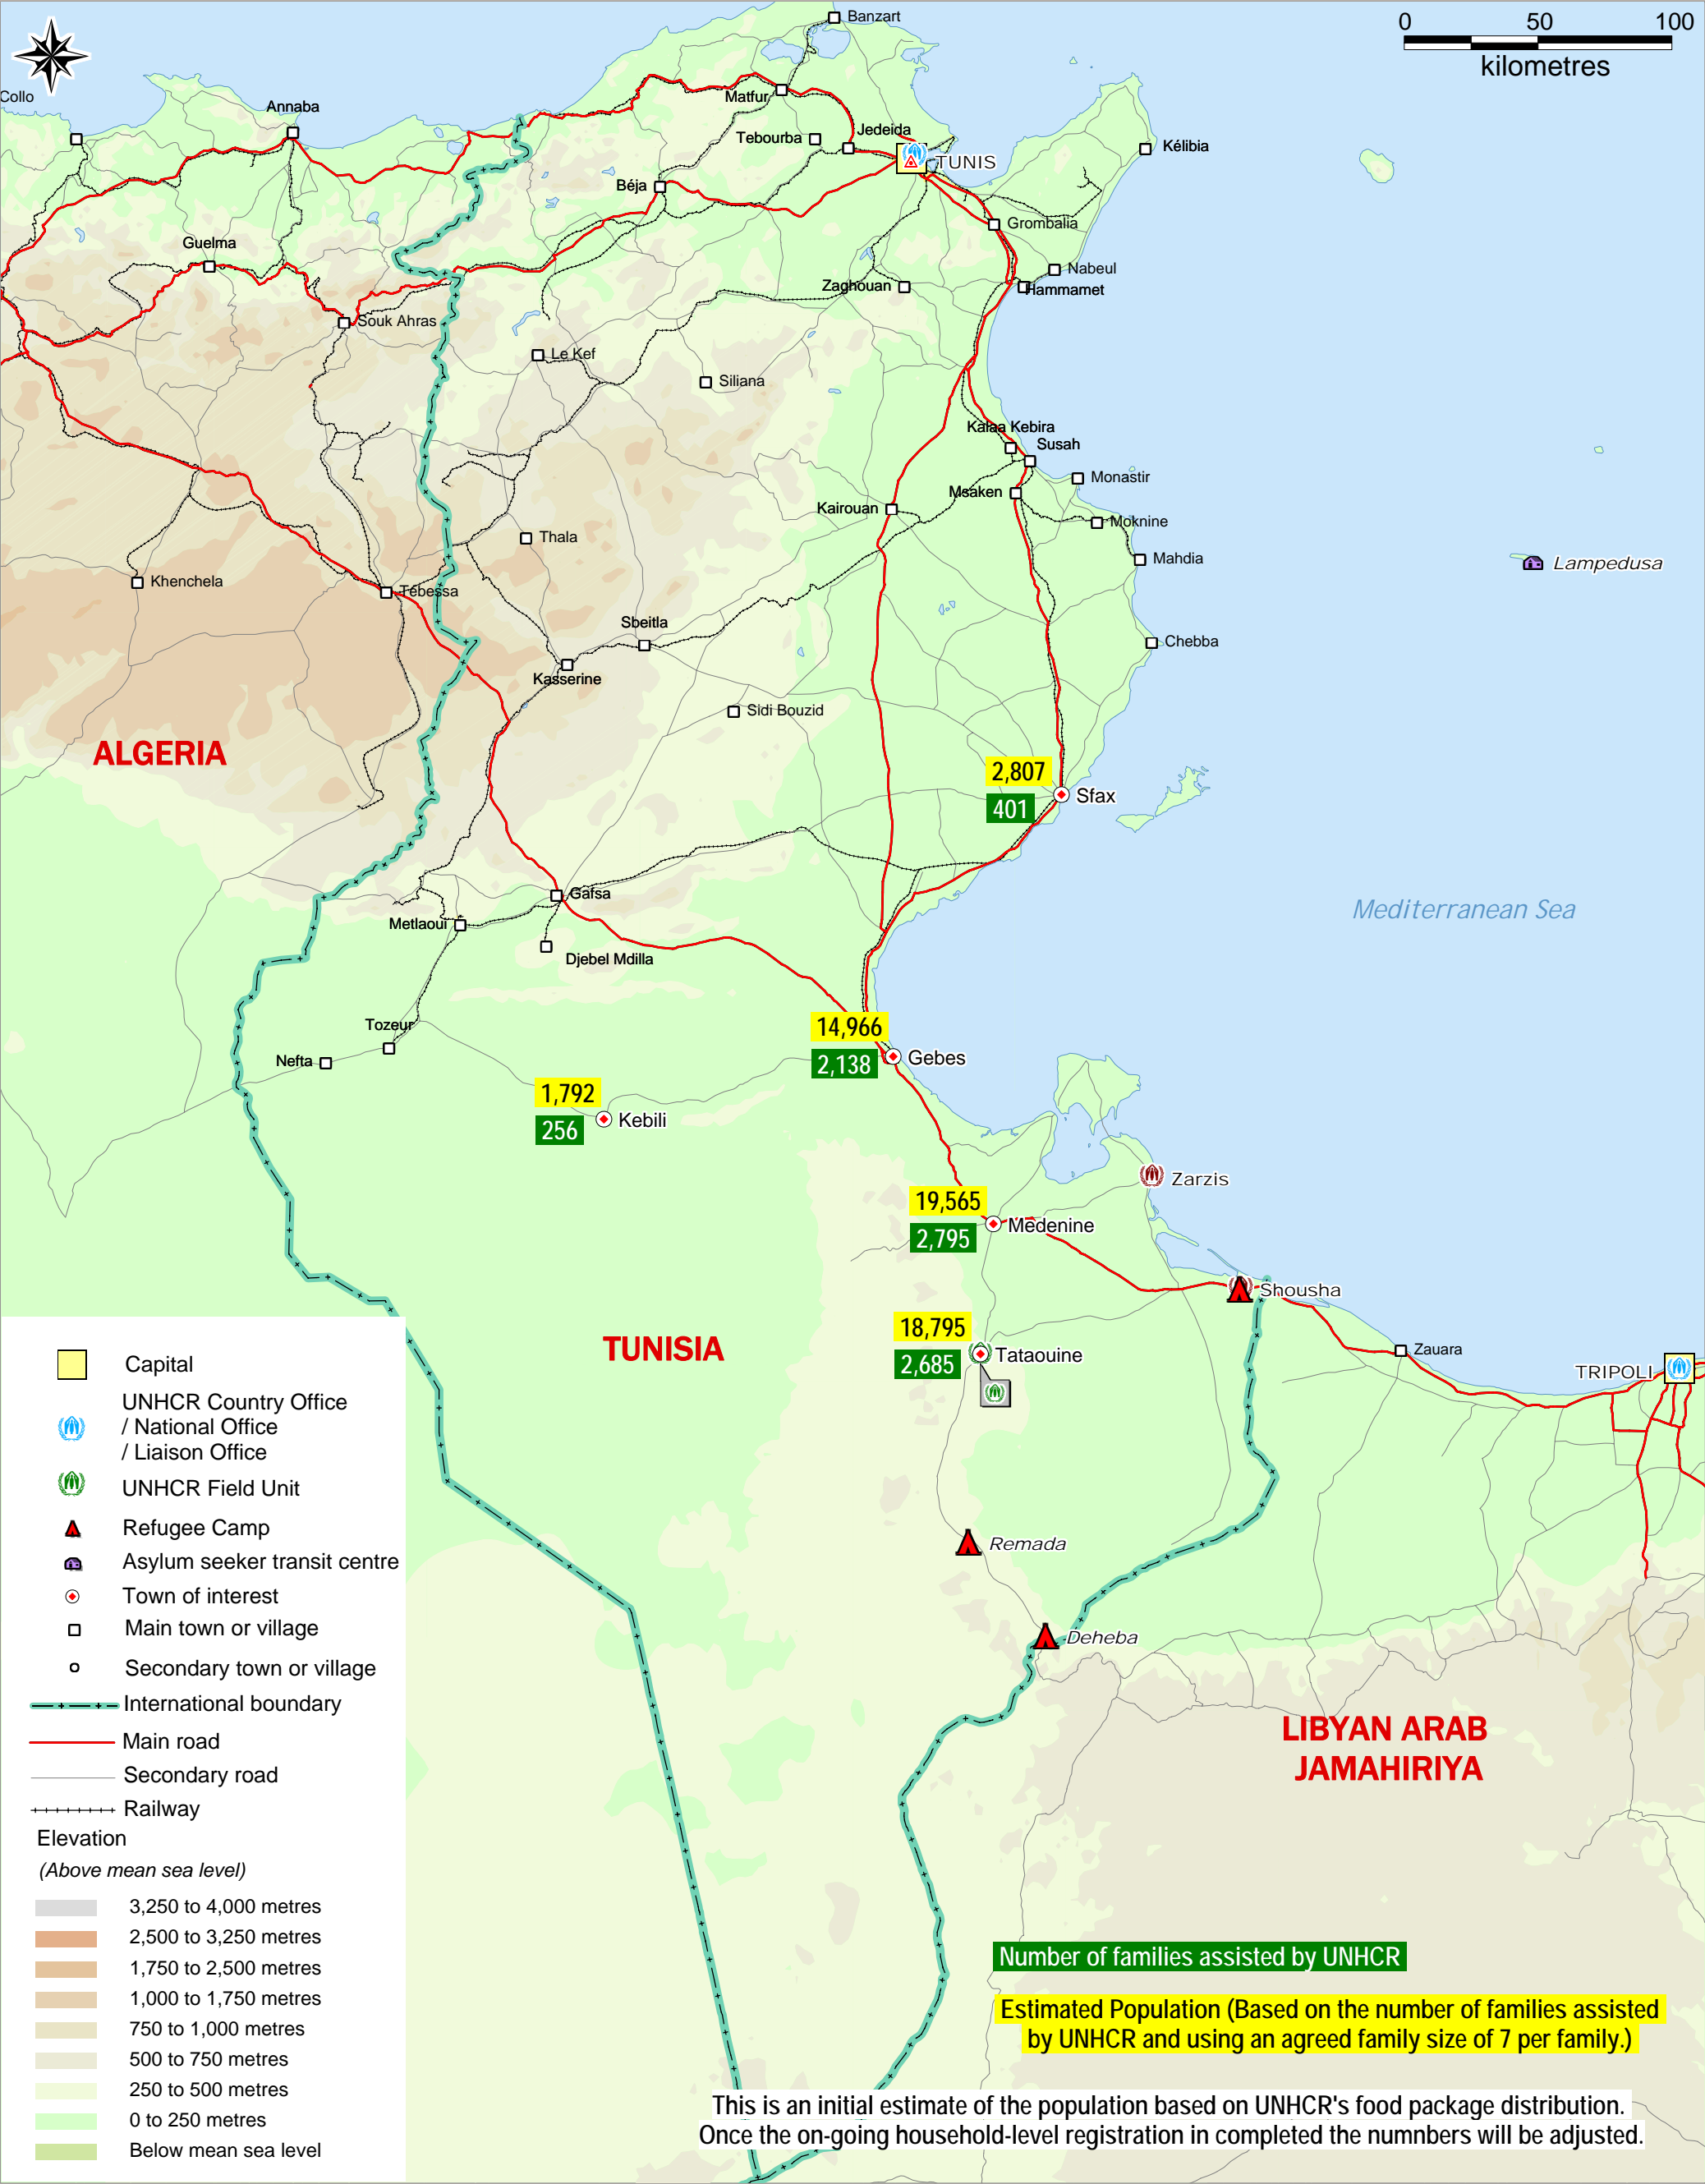 Banzart
0 50 100
kilometres
Collo
Annaba
Matfur
Tebourba
Jedeida
TUNIS
Kélibia
Béja
Grombalia
Guelma
Nabeul
Zaghouan
Hammamet
Souk Ahras
Le Kef
Siliana
Kalaa Kebira
Susah
Monastir
Msaken
Kairouan
Moknine
Thala
Mahdia
Lampedusa
Khenchela
Tébessa
Sbeitla
Chebba
Kasserine
Sidi Bouzid
ALGERIA
2,807
401
Sfax
Gafsa
Metlaoui
Mediterranean Sea
Djebel Mdilla
Tozeur
Nefta
14,966
2,138
Gebes
1,792
256
Kebili
Zarzis
19,565
2,795
Medenine
Shousha
TUNISIA
18,795
2,685
Tataouine
Zauara
TRIPOLI
Remada
Deheba
LIBYAN ARAB
JAMAHIRIYA
Capital
UNHCR Country Office
/ National Office
/ Liaison Office
UNHCR Field Unit
Refugee Camp
Asylum seeker transit centre
Town of interest
Main town or village
Secondary town or village
International boundary
Main road
Secondary road
Railway
Elevation
(Above mean sea level)
3,250 to 4,000 metres
2,500 to 3,250 metres
1,750 to 2,500 metres
1,000 to 1,750 metres
750 to 1,000 metres
500 to 750 metres
250 to 500 metres
0 to 250 metres
Below mean sea level
Number of families assisted by UNHCR
Estimated Population (Based on the number of families assisted
by UNHCR and using an agreed family size of 7 per family.)
This is an initial estimate of the population based on UNHCR's food package distribution.
Once the on-going household-level registration in completed the numnbers will be adjusted.